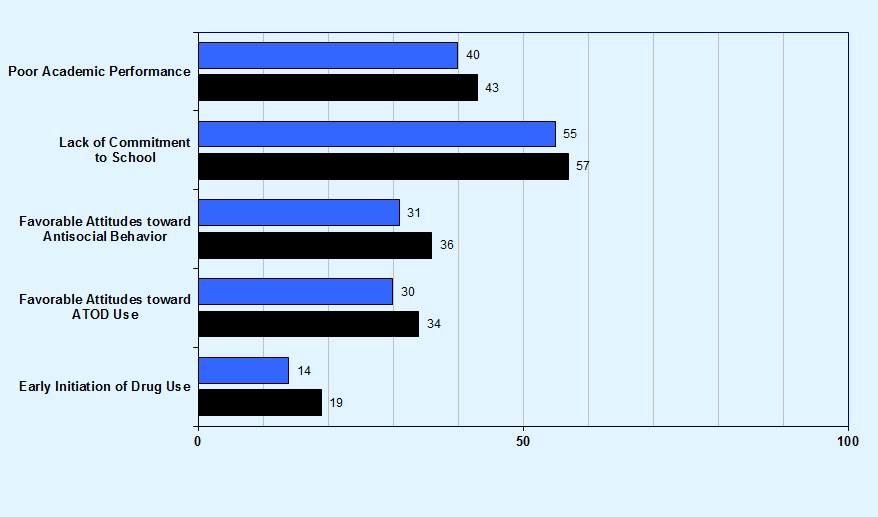 40
Poor Academic Performance
43
55
Lack of Commitment
to School
57
31
Favorable Attitudes toward
Antisocial Behavior
36
30
Favorable Attitudes toward
ATOD Use
34
14
Early Initiation of Drug Use
19
0 50 100